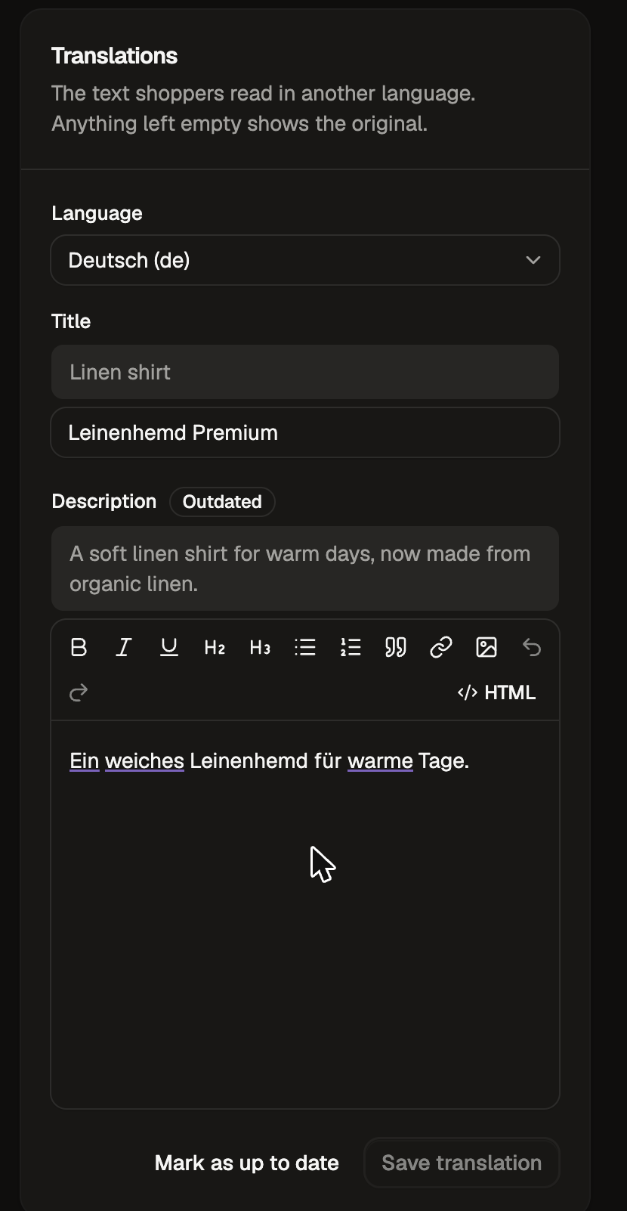 Translations
The text shoppers read in another language.
Anything left empty shows the original.
Language
Deutsch (de)
Title
Linen shirt
Leinenhemd Premium
Description Outdated
A soft linen shirt for warm days, now made from
organic linen.
B I U H2 H3
</> HTML
Ein weiches Leinenhemd für warme Tage.
Mark as up to date Save translation